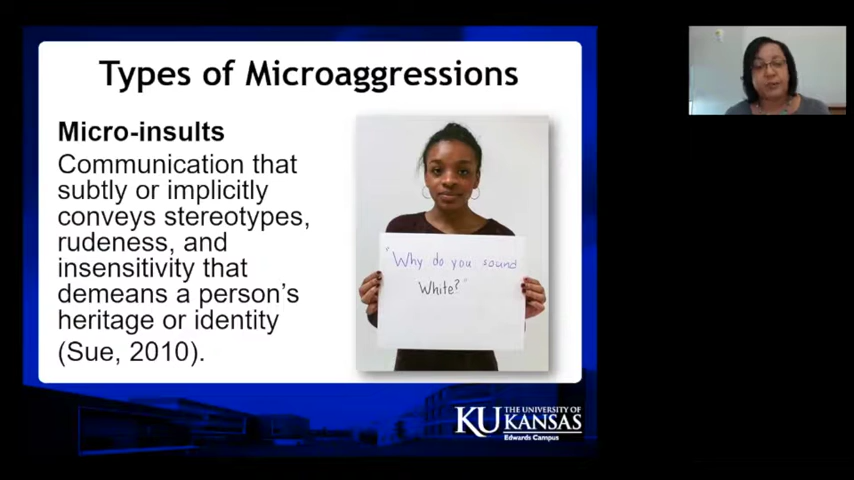 Types of Microaggressions
Micro-insults
Communication that
subtly or implicitly
conveys stereotypes,
rudeness, and
insensitivity that
demeans a person's
heritage or identity
(Sue, 2010).
"Why do you sound
White?"
KU THE UNIVERSITY OF
KANSAS
Edwards Campus